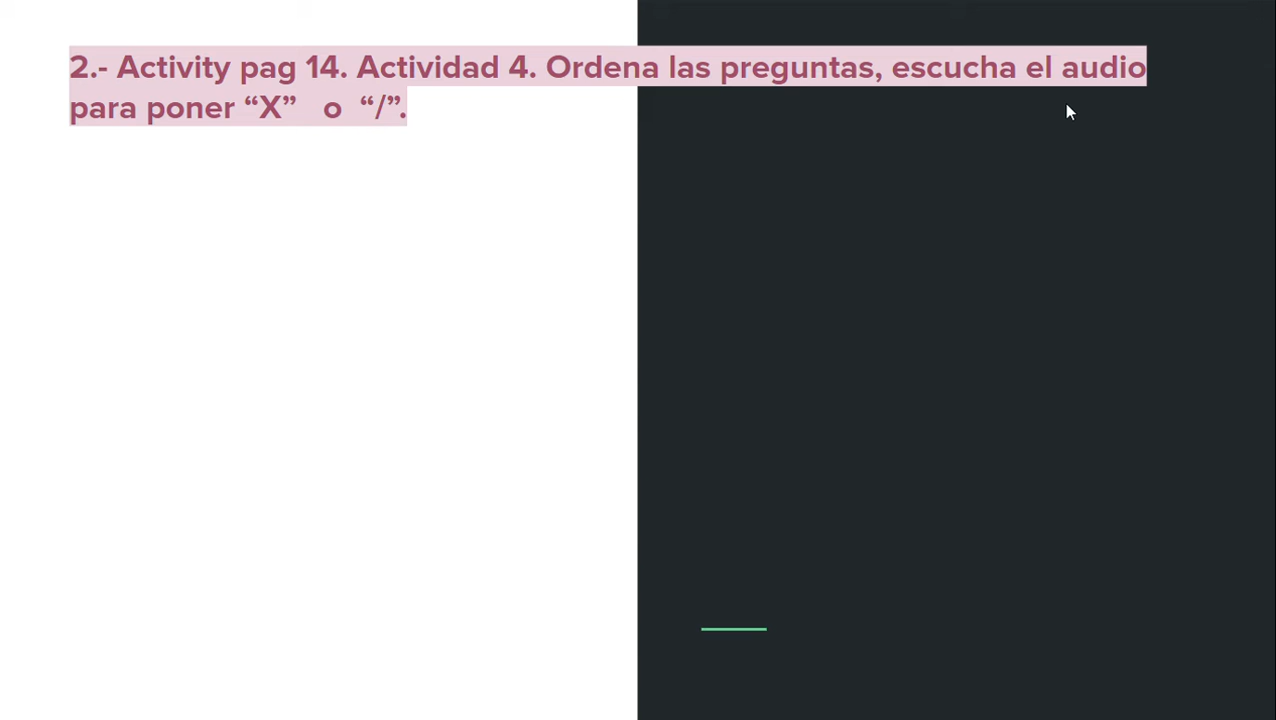 2.- Activity pag 14. Actividad 4. Ordena las preguntas, escucha el audio
para poner “X”   o  “/”.